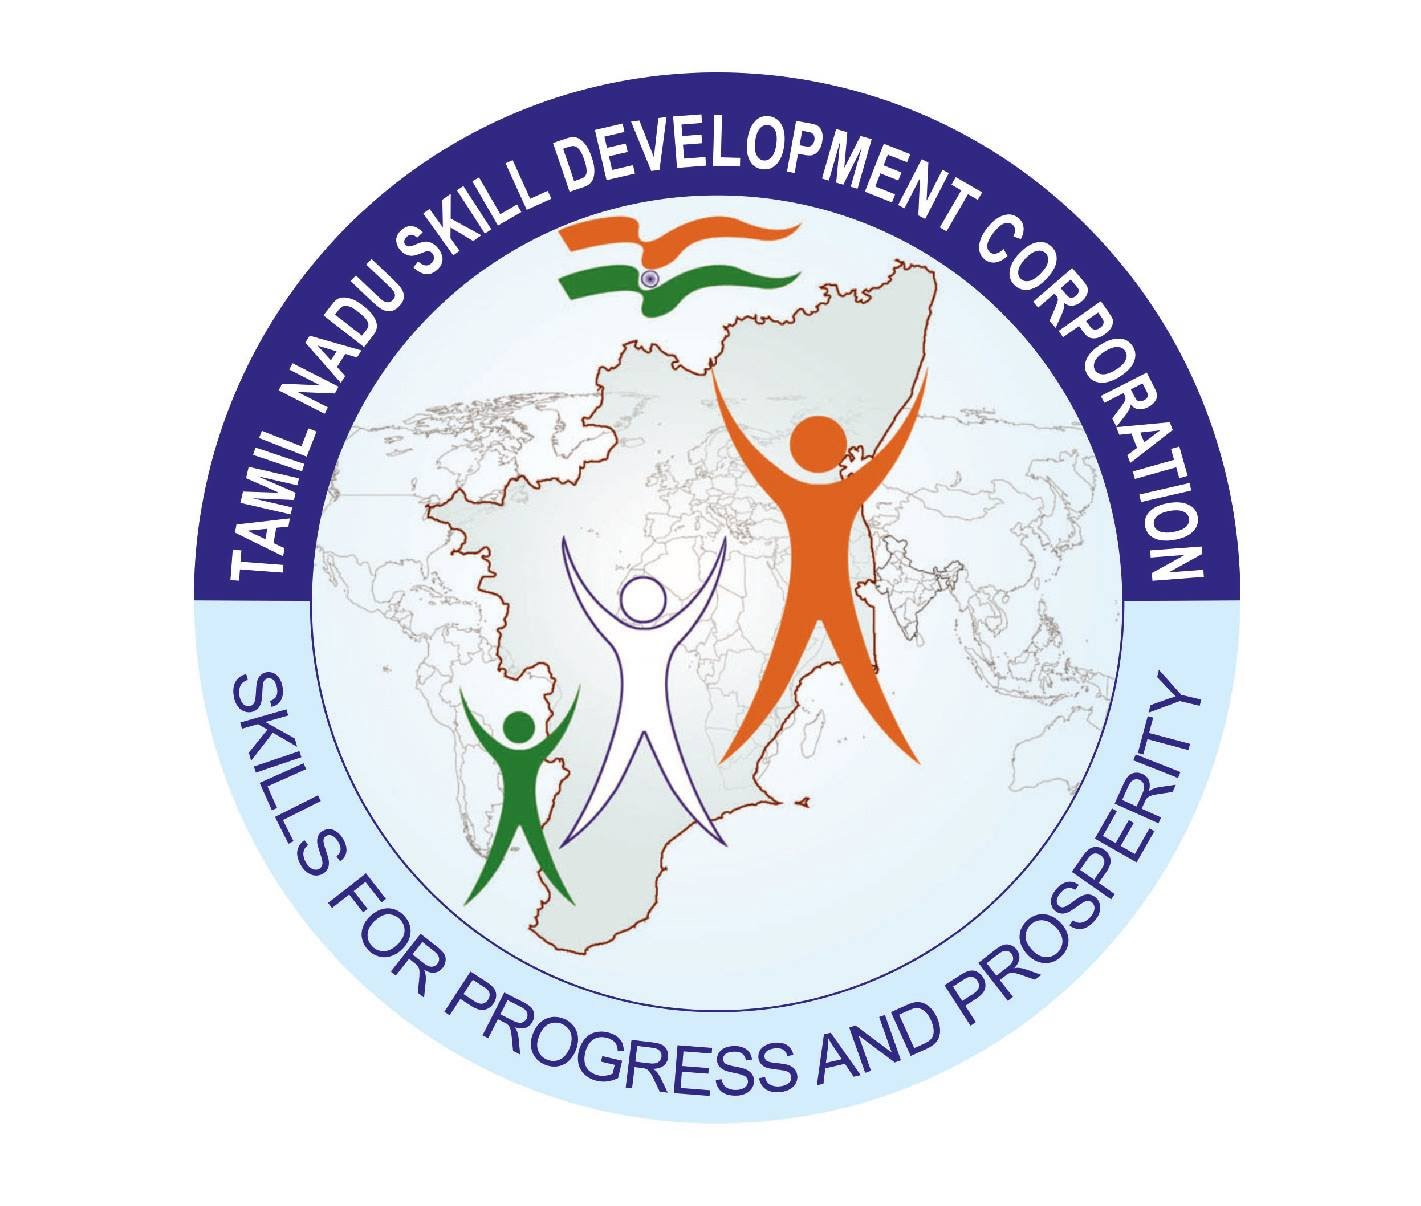 TAMIL NADU SKILL DEVELOPMENT CORPORATION
SKILLS FOR PROGRESS AND PROSPERITY